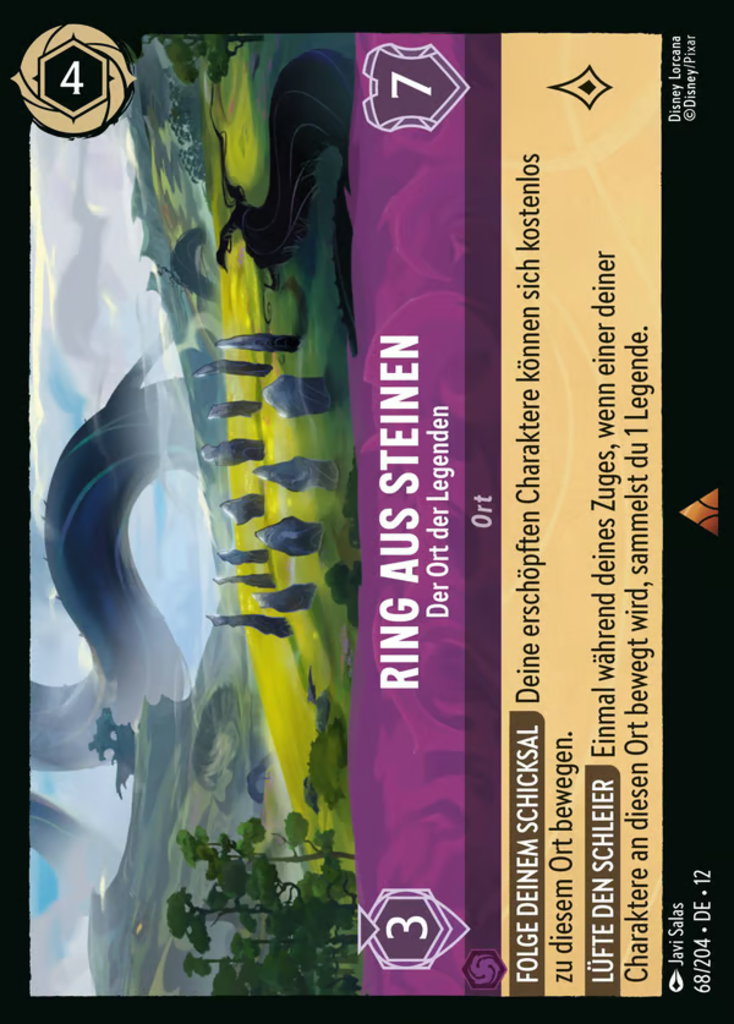 4
RING AUS STEINEN
Der Ort der Legenden
3
7
Ort
FOLGE DEINEM SCHICKSAL Deine erschöpften Charaktere können sich kostenlos
zu diesem Ort bewegen.
LÜFTE DEN SCHLEIER Einmal während deines Zuges, wenn einer deiner
Charaktere an diesen Ort bewegt wird, sammelst du 1 Legende.
Javi Salas
68/204 • DE • 12
Disney Lorcana
©Disney/Pixar